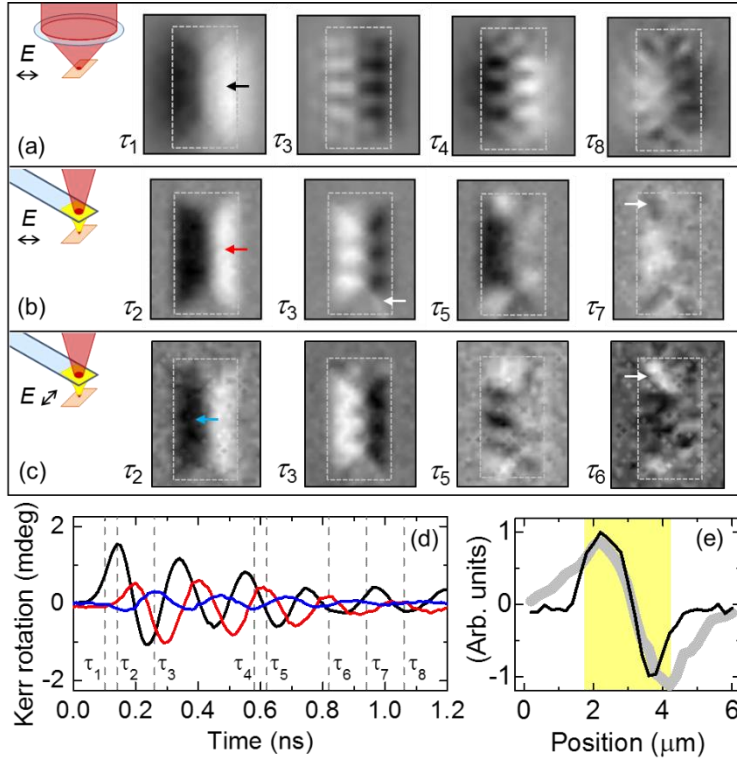 E
(a)
τ1
τ3
τ4
τ8
E
(b)
τ2
τ3
τ5
τ7
E
(c)
τ2
τ3
τ5
τ6
(d)
Kerr rotation (mdeg)
2
0
-2
τ1 τ2 τ3 τ4 τ5 τ6 τ7 τ8
0.0 0.2 0.4 0.6 0.8 1.0 1.2
Time (ns)
(e)
(Arb. units)
1
0
-1
0 2 4 6
Position (μm)